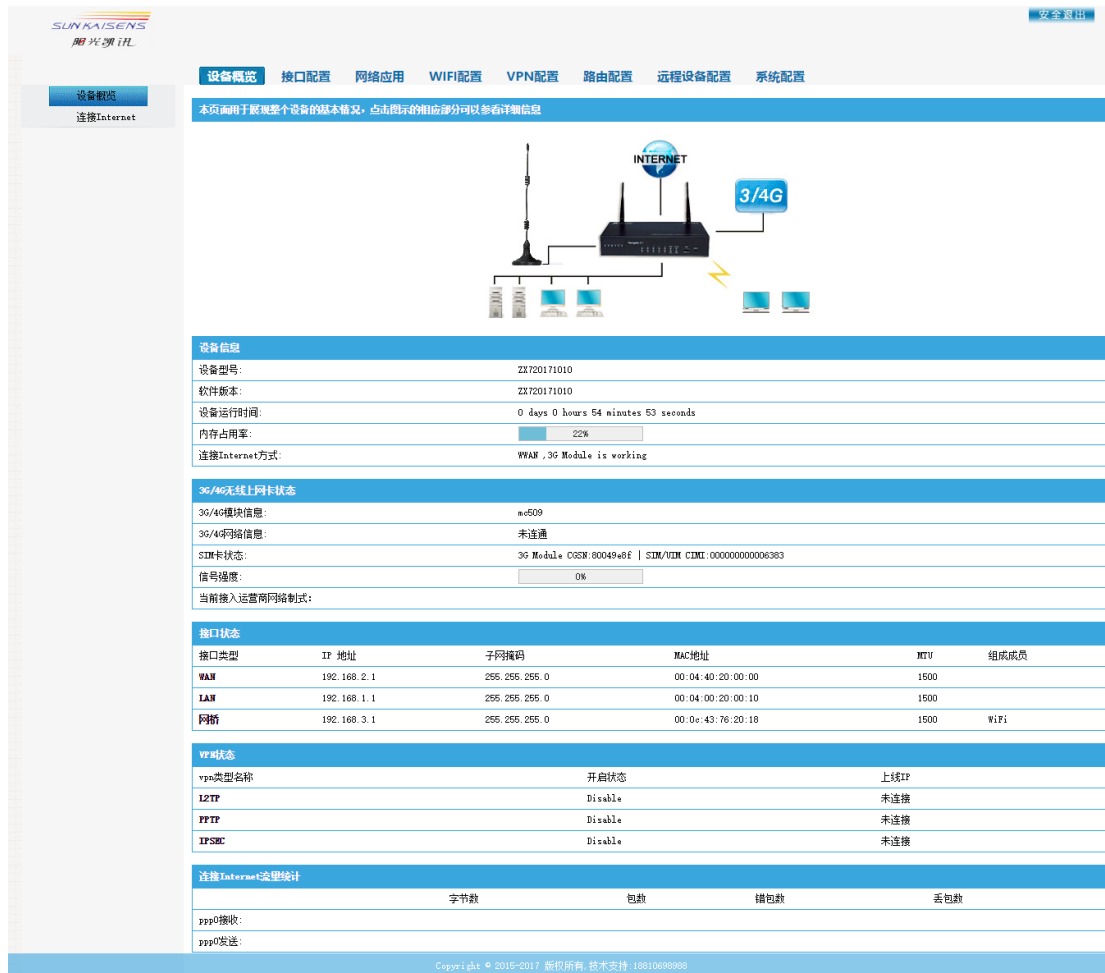 SUNKAISENS
阳光凯讯
安全退出
设备概览 接口配置 网络应用 WIFI配置 VPN配置 路由配置 远程设备配置 系统配置
设备概览
连接Internet
本页面用于展现整个设备的基本情况，点击图示的相应部分可以参看详细信息
INTERNET
3/4G
设备信息
设备型号: ZX720171010
软件版本: ZX720171010
设备运行时间: 0 days 0 hours 54 minutes 53 seconds
内存占用率: 22%
连接Internet方式: WWAN ,3G Module is working
3G/4G无线上网卡状态
3G/4G模块信息: mc509
3G/4G网络信息: 未连通
SIM卡状态: 3G Module CGSN:80049e8f | SIM/UIM CIMI:000000000006383
信号强度: 0%
当前接入运营商网络制式：
接口状态
接口类型 IP 地址 子网掩码 MAC地址 MTU 组成成员
WAN 192.168.2.1 255.255.255.0 00:04:40:20:00:00 1500
LAN 192.168.1.1 255.255.255.0 00:04:00:20:00:10 1500
网桥 192.168.3.1 255.255.255.0 00:0c:43:76:20:18 1500 WiFi
VPN状态
vpn类型名称 开启状态 上线IP
L2TP Disable 未连接
PPTP Disable 未连接
IPSEC Disable 未连接
连接Internet流里统计
字节数 包数 错包数 丢包数
ppp0接收:
ppp0发送:
Copyright © 2015-2017 版权所有,技术支持:18810698988